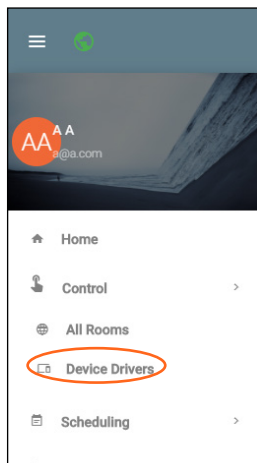 AA
A A
a@a.com
Home
Control
All Rooms
Device Drivers
Scheduling